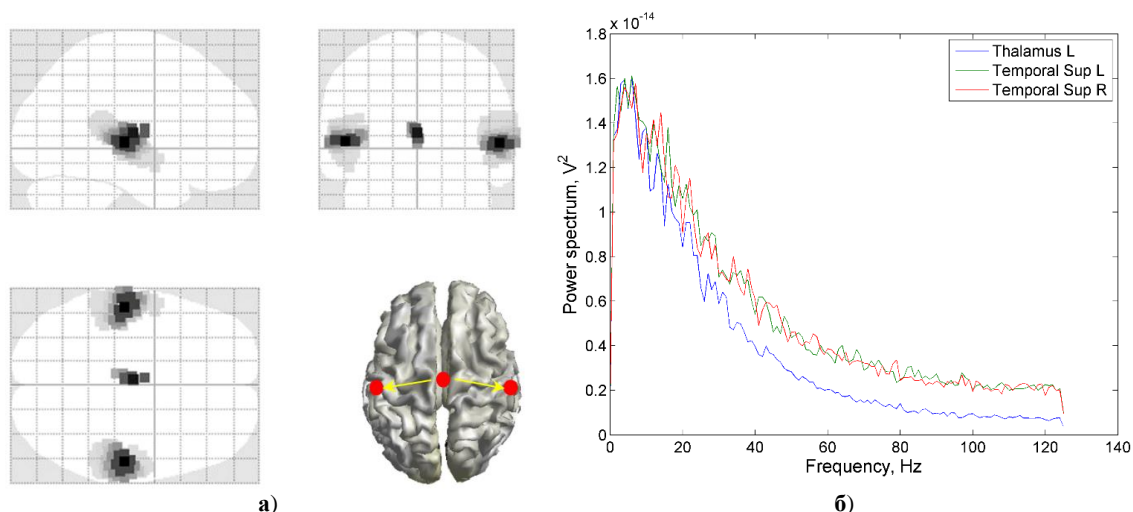 x 10⁻¹⁴
1.8
1.6
1.4
1.2
1
0.8
0.6
0.4
0.2
0
Power spectrum, V²
Thalamus L
Temporal Sup L
Temporal Sup R
0 20 40 60 80 100 120 140
Frequency, Hz
а) б)